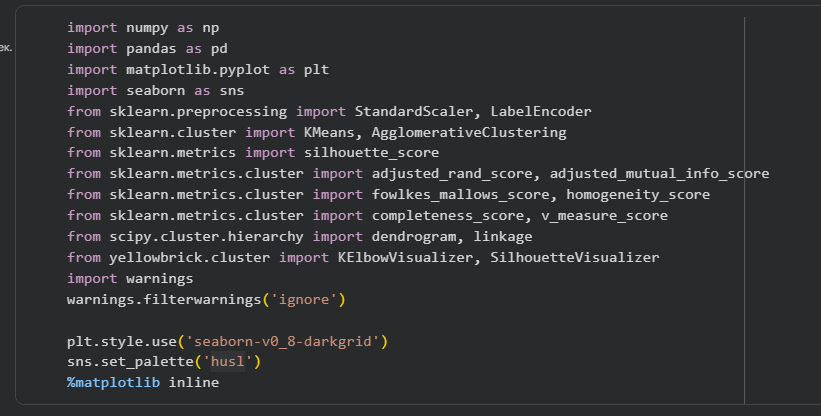 import numpy as np
ек.
import pandas as pd
import matplotlib.pyplot as plt
import seaborn as sns
from sklearn.preprocessing import StandardScaler, LabelEncoder
from sklearn.cluster import KMeans, AgglomerativeClustering
from sklearn.metrics import silhouette_score
from sklearn.metrics.cluster import adjusted_rand_score, adjusted_mutual_info_score
from sklearn.metrics.cluster import fowlkes_mallows_score, homogeneity_score
from sklearn.metrics.cluster import completeness_score, v_measure_score
from scipy.cluster.hierarchy import dendrogram, linkage
from yellowbrick.cluster import KElbowVisualizer, SilhouetteVisualizer
import warnings
warnings.filterwarnings('ignore')

plt.style.use('seaborn-v0_8-darkgrid')
sns.set_palette('husl')
%matplotlib inline